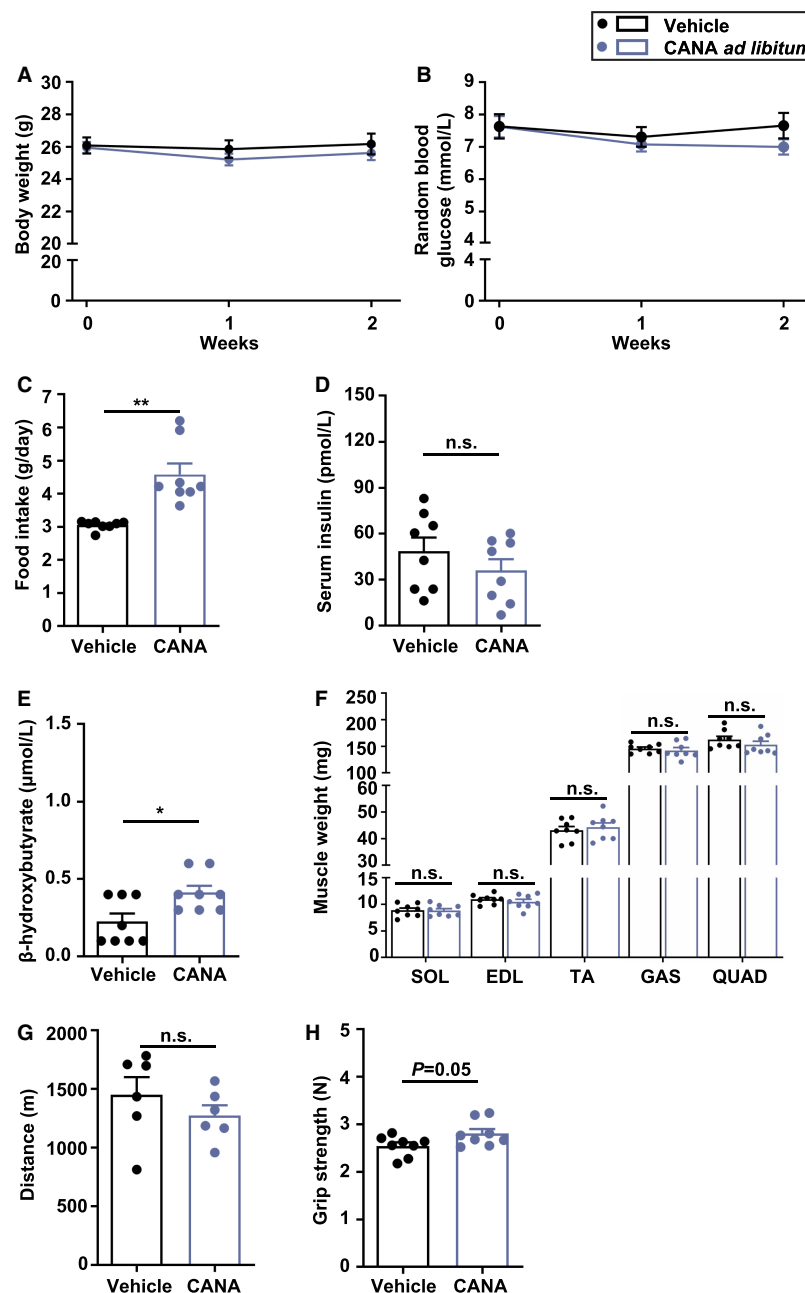 Vehicle
CANA ad libitum
A
Body weight (g)
30
28
26
24
22
20
20
0
0 1 2
Weeks
B
Random blood
glucose (mmol/L)
9
8
7
6
5
4
4
0
0 1 2
Weeks
C
Food intake (g/day)
7
6
5
4
3
2
1
0
**
Vehicle CANA
D
Serum insulin (pmol/L)
150
120
90
60
30
0
n.s.
Vehicle CANA
E
β-hydroxybutyrate (µmol/L)
1.5
1.0
0.5
0.0
*
Vehicle CANA
F
Muscle weight (mg)
250
200
150
100
60
50
40
30
15
10
5
0
n.s. n.s. n.s. n.s. n.s.
SOL EDL TA GAS QUAD
G
Distance (m)
2000
1500
1000
500
0
n.s.
Vehicle CANA
H
Grip strength (N)
5
4
3
2
1
0
P=0.05
Vehicle CANA